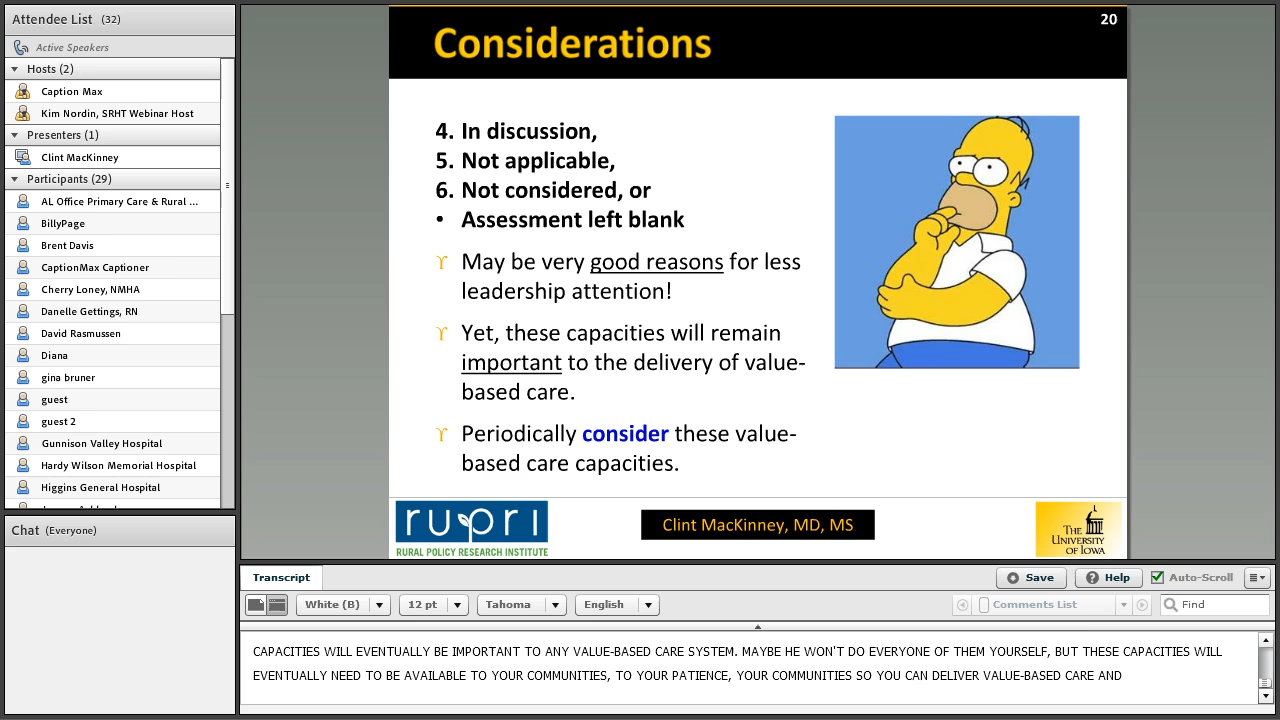 Attendee List (32)
Active Speakers
Hosts (2)
Caption Max
Kim Nordin, SRHT Webinar Host
Presenters (1)
Clint MacKinney
Participants (29)
AL Office Primary Care & Rural ...
BillyPage
Brent Davis
CaptionMax Captioner
Cherry Loney, NMHA
Danelle Gettings, RN
David Rasmussen
Diana
gina bruner
guest
guest 2
Gunnison Valley Hospital
Hardy Wilson Memorial Hospital
Higgins General Hospital
Chat (Everyone)
20
Considerations
4. In discussion,
5. Not applicable,
6. Not considered, or
• Assessment left blank
ϒ May be very good reasons for less
leadership attention!
ϒ Yet, these capacities will remain
important to the delivery of value-
based care.
ϒ Periodically consider these value-
based care capacities.
rupri
RURAL POLICY RESEARCH INSTITUTE
Clint MacKinney, MD, MS
THE
UNIVERSITY
OF IOWA
Transcript
Save
Help
Auto-Scroll
White (B)
12 pt
Tahoma
English
Comments List
Find
CAPACITIES WILL EVENTUALLY BE IMPORTANT TO ANY VALUE-BASED CARE SYSTEM. MAYBE HE WON'T DO EVERYONE OF THEM YOURSELF, BUT THESE CAPACITIES WILL
EVENTUALLY NEED TO BE AVAILABLE TO YOUR COMMUNITIES, TO YOUR PATIENCE, YOUR COMMUNITIES SO YOU CAN DELIVER VALUE-BASED CARE AND